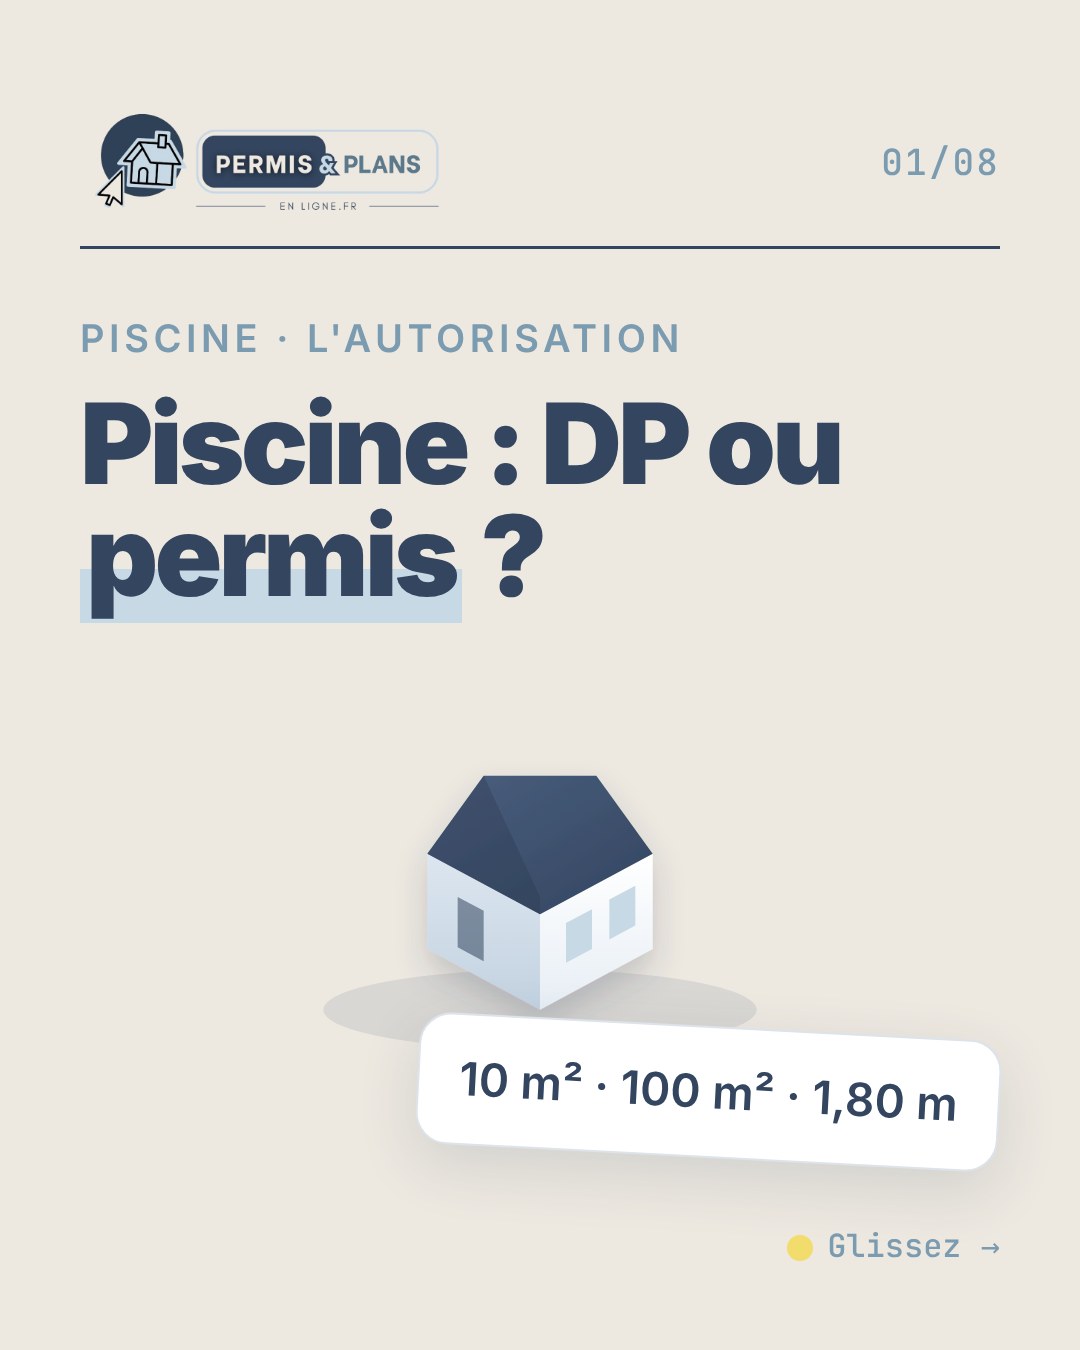 PERMIS & PLANS
EN LIGNE.FR
01/08
PISCINE · L'AUTORISATION
Piscine : DP ou
permis ?
10 m² · 100 m² · 1,80 m
Glissez →